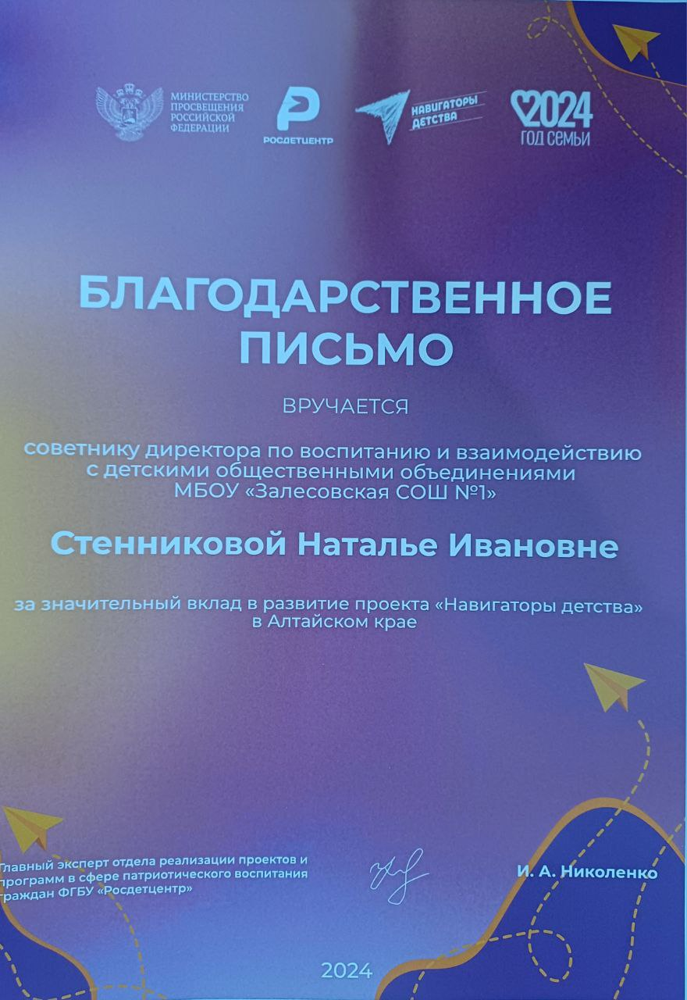 МИНИСТЕРСТВО
ПРОСВЕЩЕНИЯ
РОССИЙСКОЙ
ФЕДЕРАЦИИ
РОСДЕТЦЕНТР
НАВИГАТОРЫ
ДЕТСТВА
2024
ГОД СЕМЬИ
БЛАГОДАРСТВЕННОЕ
ПИСЬМО
ВРУЧАЕТСЯ
советнику директора по воспитанию и взаимодействию
с детскими общественными объединениями
МБОУ «Залесовская СОШ №1»
Стенниковой Наталье Ивановне
за значительный вклад в развитие проекта «Навигаторы детства»
в Алтайском крае
Главный эксперт отдела реализации проектов и
программ в сфере патриотического воспитания
граждан ФГБУ «Росдетцентр»
И. А. Николенко
2024